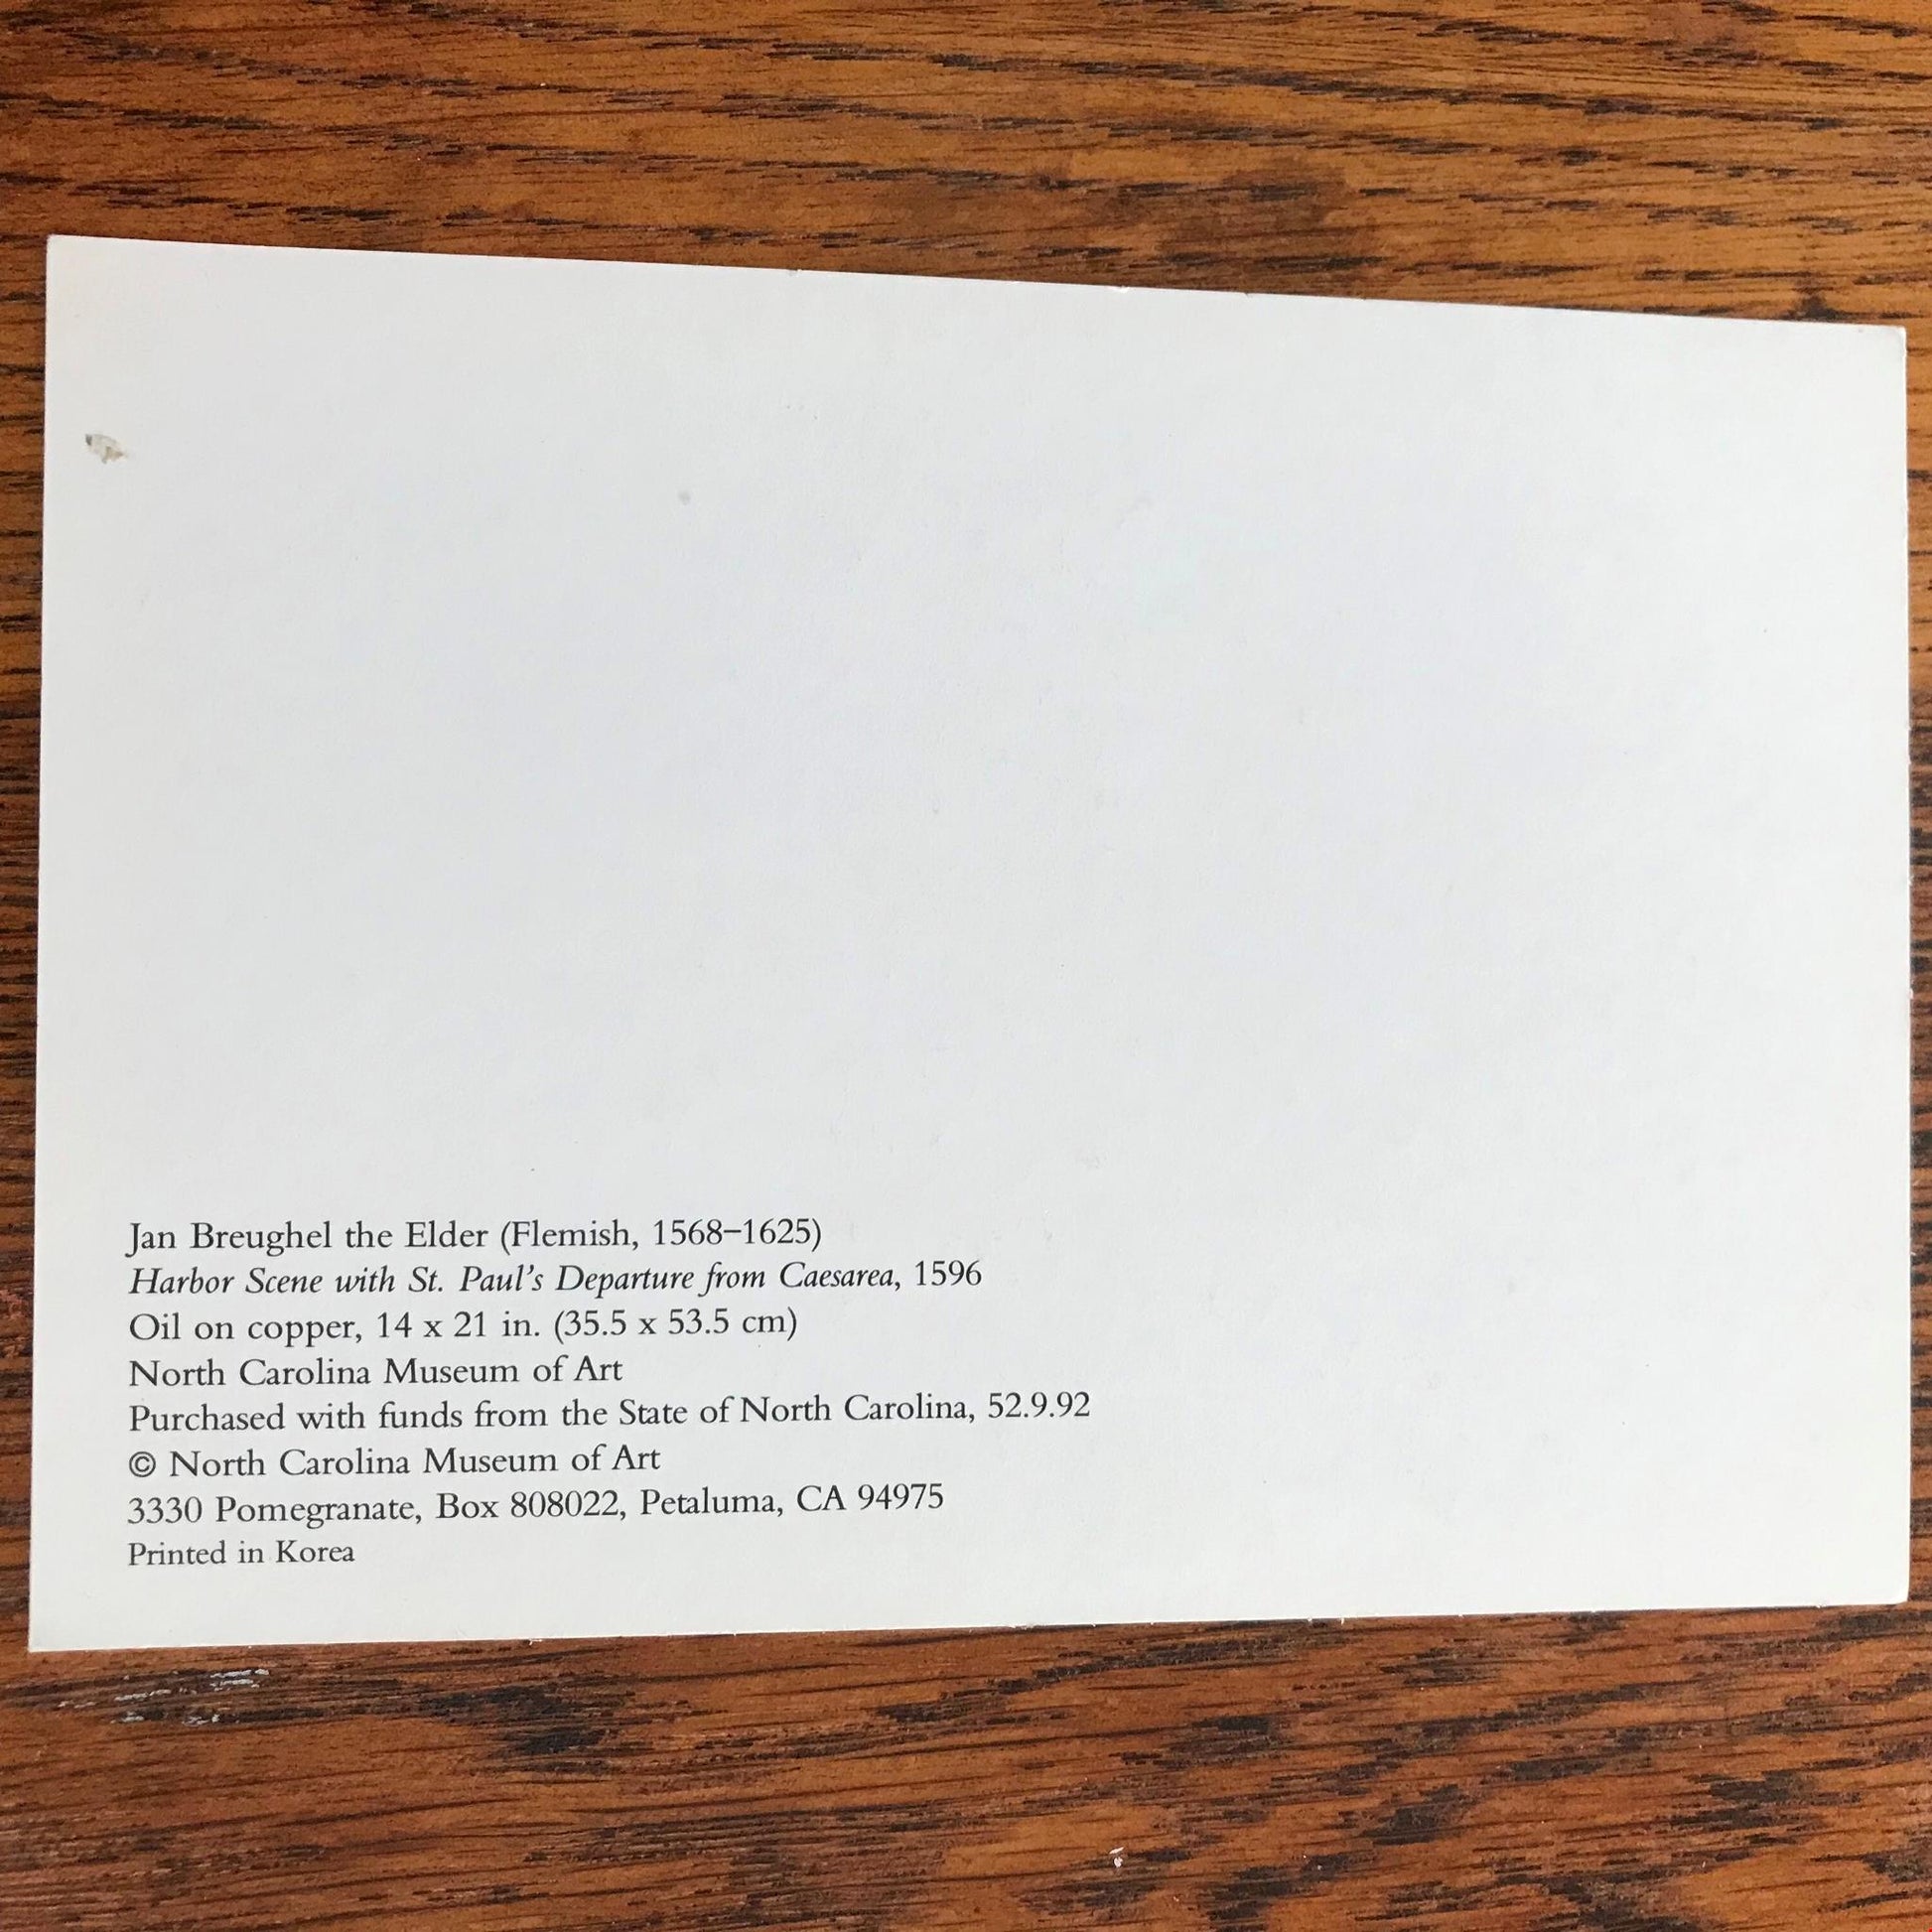 Jan Breughel the Elder (Flemish, 1568–1625)
Harbor Scene with St. Paul's Departure from Caesarea, 1596
Oil on copper, 14 x 21 in. (35.5 x 53.5 cm)
North Carolina Museum of Art
Purchased with funds from the State of North Carolina, 52.9.92
© North Carolina Museum of Art
3330 Pomegranate, Box 808022, Petaluma, CA 94975
Printed in Korea